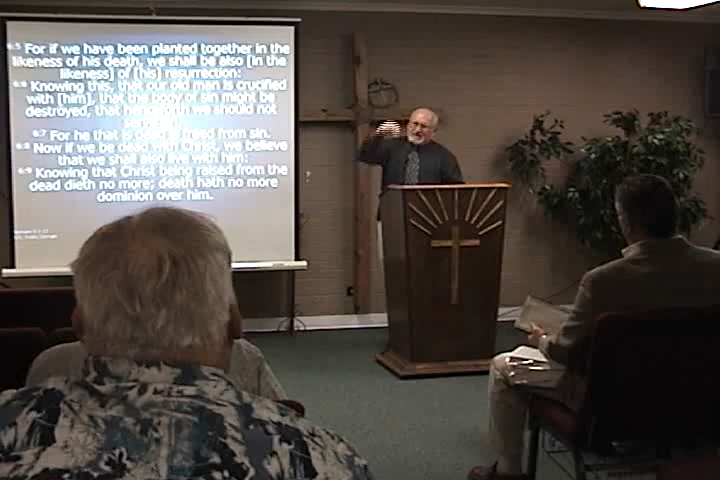 6:5 For if we have been planted together in the
likeness of his death, we shall be also [in the
likeness] of [his] resurrection:
6:6 Knowing this, that our old man is crucified
with [him], that the body of sin might be
destroyed, that henceforth we should not
6:7 For he that is dead is freed from sin.
6:8 Now if we be dead with Christ, we believe
that we shall also live with him:
6:9 Knowing that Christ being raised from the
dead dieth no more; death hath no more
dominion over him.